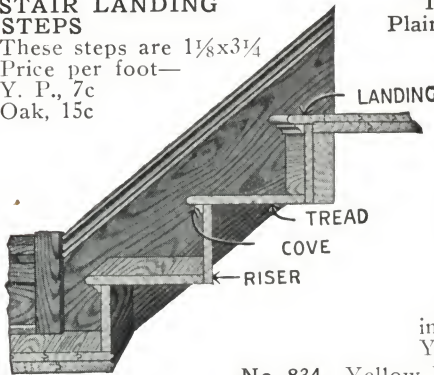 STAIR LANDING
STEPS
These steps are 1⅛x3¼
Price per foot—
Y. P., 7c
Oak, 15c
Plain
LANDING
TREAD
COVE
RISER
in
Y
No. 834 Yellow